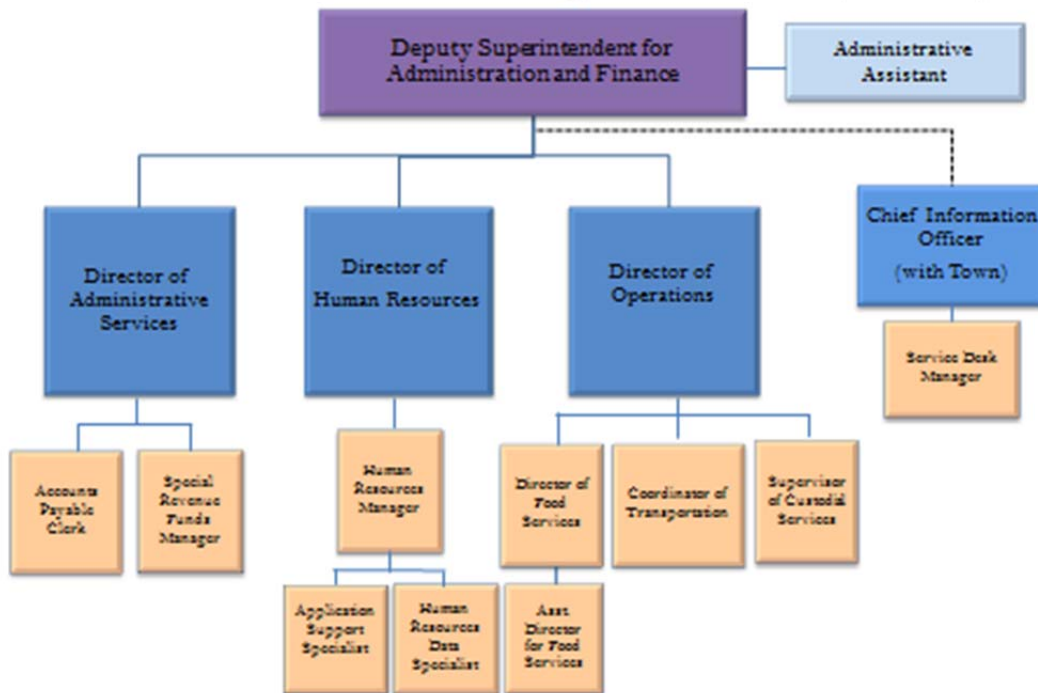 Deputy Superintendent for
Administration and Finance
Administrative
Assistant
Director of
Administrative
Services
Director of
Human Resources
Director of
Operations
Chief Information
Officer
(with Town)
Service Desk
Manager
Accounts
Payable
Clerk
Special
Revenue
Funds
Manager
Human
Resources
Manager
Director of
Food
Services
Coordinator of
Transportation
Supervisor
of Custodial
Services
Application
Support
Specialist
Human
Resources
Data
Specialist
Asst.
Director
for Food
Services